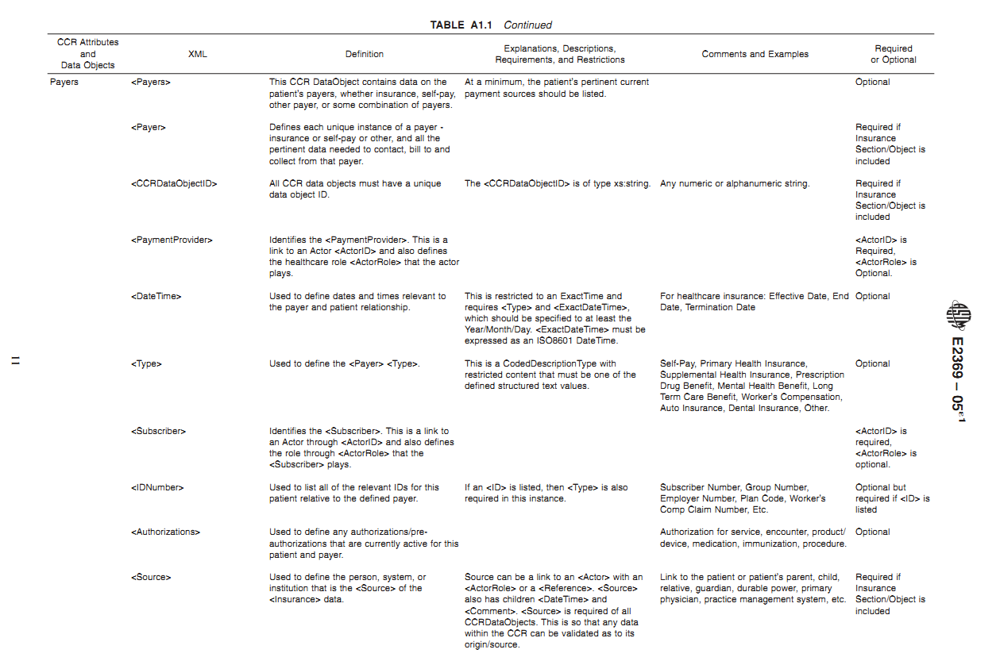 TABLE A1.1 Continued
CCR Attributes
and
Data Objects
XML
Definition
Explanations, Descriptions,
Requirements, and Restrictions
Comments and Examples
Required
or Optional
Payers
<Payers>
This CCR DataObject contains data on the
patient's payers, whether insurance, self-pay,
other payer, or some combination of payers.
At a minimum, the patient's pertinent current
payment sources should be listed.
Optional
<Payer>
Defines each unique instance of a payer -
insurance or self-pay or other, and all the
pertinent data needed to contact, bill to and
collect from that payer.
Required if
Insurance
Section/Object is
included
<CCRDataObjectID>
All CCR data objects must have a unique
data object ID.
The <CCRDataObjectID> is of type xs:string.
Any numeric or alphanumeric string.
Required if
Insurance
Section/Object is
included
<PaymentProvider>
Identifies the <PaymentProvider>. This is a
link to an Actor <ActorID> and also defines
the healthcare role <ActorRole> that the actor
plays.
<ActorID> is
Required,
<ActorRole> is
Optional.
<DateTime>
Used to define dates and times relevant to
the payer and patient relationship.
This is restricted to an ExactTime and
requires <Type> and <ExactDateTime>,
which should be specified to at least the
Year/Month/Day. <ExactDateTime> must be
expressed as an ISO8601 DateTime.
For healthcare insurance: Effective Date, End
Date, Termination Date
Optional
<Type>
Used to define the <Payer> <Type>.
This is a CodedDescriptionType with
restricted content that must be one of the
defined structured text values.
Self-Pay, Primary Health Insurance,
Supplemental Health Insurance, Prescription
Drug Benefit, Mental Health Benefit, Long
Term Care Benefit, Worker's Compensation,
Auto Insurance, Dental Insurance, Other.
Optional
<Subscriber>
Identifies the <Subscriber>. This is a link to
an Actor through <ActorID> and also defines
the role through <ActorRole> that the
<Subscriber> plays.
<ActorID> is
required,
<ActorRole> is
optional.
<IDNumber>
Used to list all of the relevant IDs for this
patient relative to the defined payer.
If an <ID> is listed, then <Type> is also
required in this instance.
Subscriber Number, Group Number,
Employer Number, Plan Code, Worker's
Comp Claim Number, Etc.
Optional but
required if <ID> is
listed
<Authorizations>
Used to define any authorizations/pre-
authorizations that are currently active for this
patient and payer.
Authorization for service, encounter, product/
device, medication, immunization, procedure.
Optional
<Source>
Used to define the person, system, or
institution that is the <Source> of the
<Insurance> data.
Source can be a link to an <Actor> with an
<ActorRole> or a <Reference>. <Source>
also has children <DateTime> and
<Comment>. <Source> is required of all
CCRDataObjects. This is so that any data
within the CCR can be validated as to its
origin/source.
Link to the patient or patient's parent, child,
relative, guardian, durable power, primary
physician, practice management system, etc.
Required if
Insurance
Section/Object is
included
11
E2369 – 05ε1